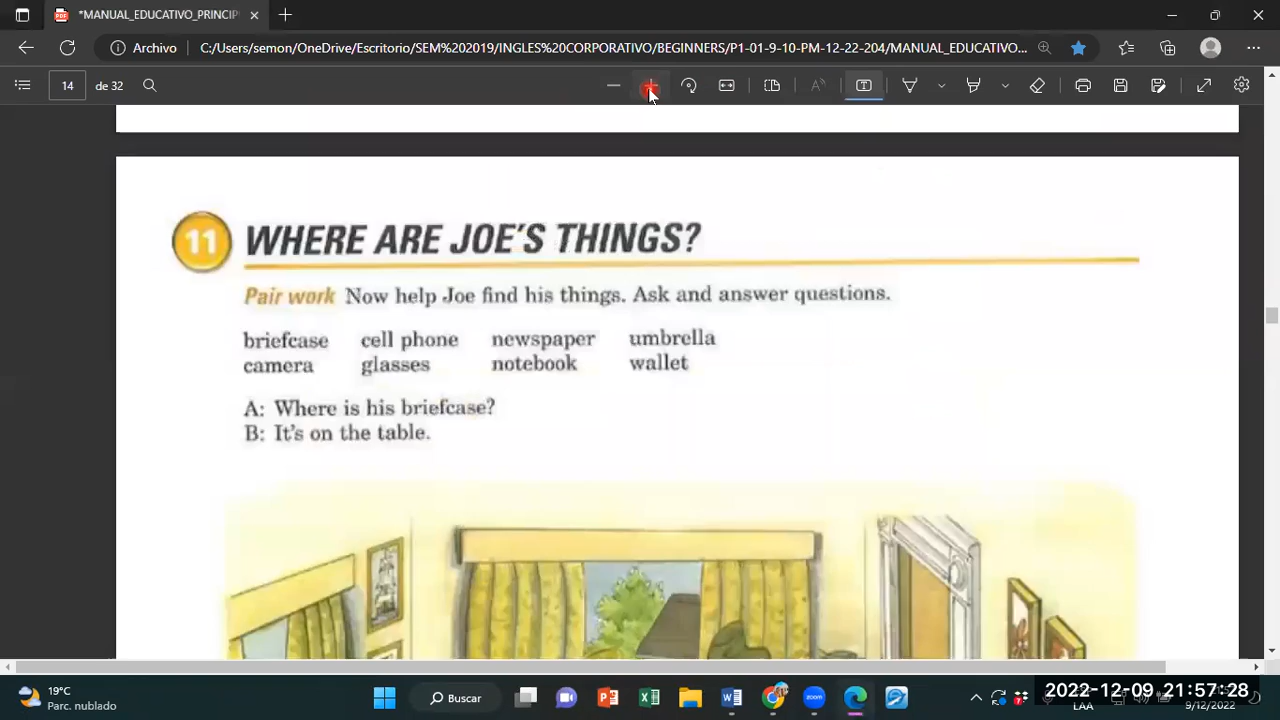 *MANUAL_EDUCATIVO_PRINCIPI
Archivo
C:/Users/semon/OneDrive/Escritorio/SEM%202019/INGLES%20CORPORATIVO/BEGINNERS/P1-01-9-10-PM-12-22-204/MANUAL_EDUCATIVO...
14 de 32
11 WHERE ARE JOE'S THINGS?
Pair work Now help Joe find his things. Ask and answer questions.
briefcase cell phone newspaper umbrella
camera glasses notebook wallet
A: Where is his briefcase?
B: It's on the table.
19°C
Parc. nublado
Buscar
2022-12-09 21:57:28
LAA
9/12/2022